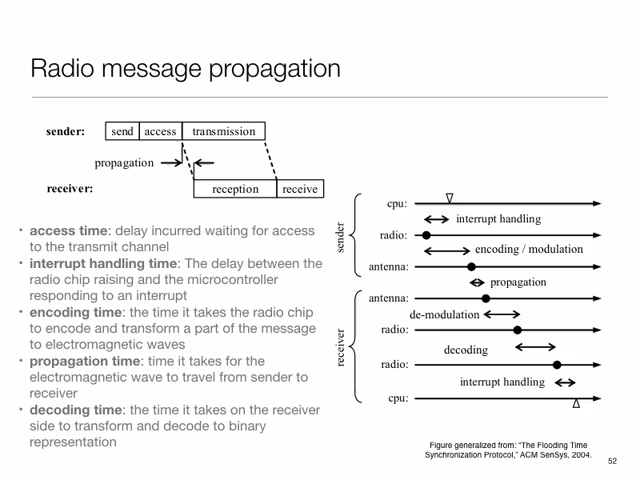 Radio message propagation
sender:
send
access
transmission
propagation
receiver:
reception
receive
• access time: delay incurred waiting for access
to the transmit channel
• interrupt handling time: The delay between the
radio chip raising and the microcontroller
responding to an interrupt
• encoding time: the time it takes the radio chip
to encode and transform a part of the message
to electromagnetic waves
• propagation time: time it takes for the
electromagnetic wave to travel from sender to
receiver
• decoding time: the time it takes on the receiver
side to transform and decode to binary
representation
sender
cpu:
interrupt handling
radio:
encoding / modulation
antenna:
propagation
receiver
antenna:
de-modulation
radio:
decoding
radio:
interrupt handling
cpu:
Figure generalized from: "The Flooding Time
Synchronization Protocol," ACM SenSys, 2004.
52